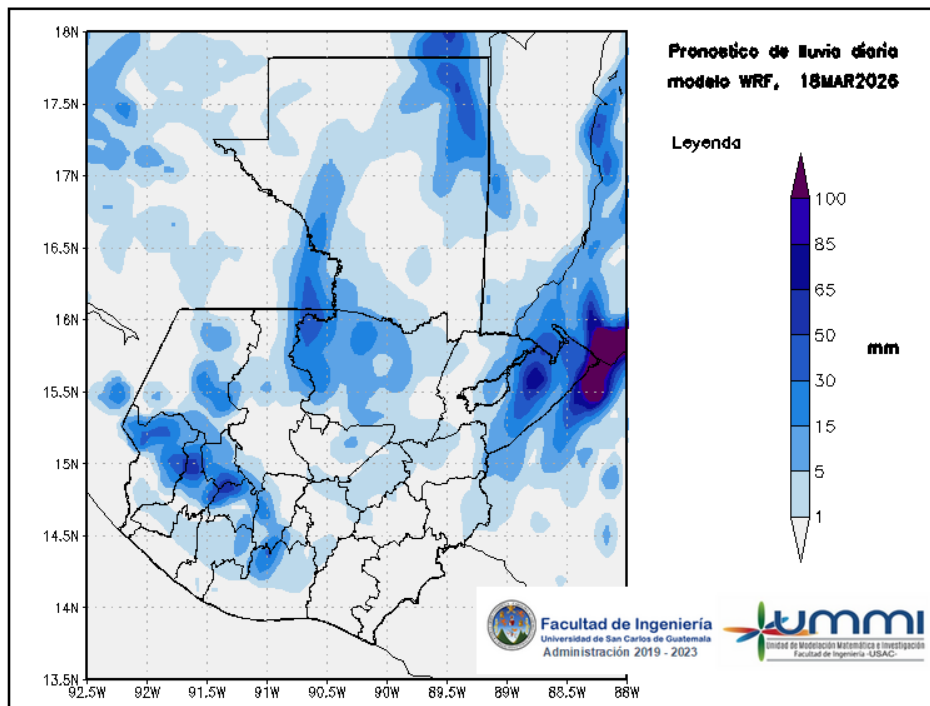 Pronostico de lluvia diaria
modelo WRF, 18MAR2026
Leyenda
100
85
65
50
30
15
5
1
mm
18N
17.5N
17N
16.5N
16N
15.5N
15N
14.5N
14N
13.5N
92.5W
92W
91.5W
91W
90.5W
90W
89.5W
89W
88.5W
88W
Facultad de Ingeniería
Universidad de San Carlos de Guatemala
Administración 2019 - 2023
ummi
Unidad de Modelación Matemática e Investigación
Facultad de Ingeniería -USAC-